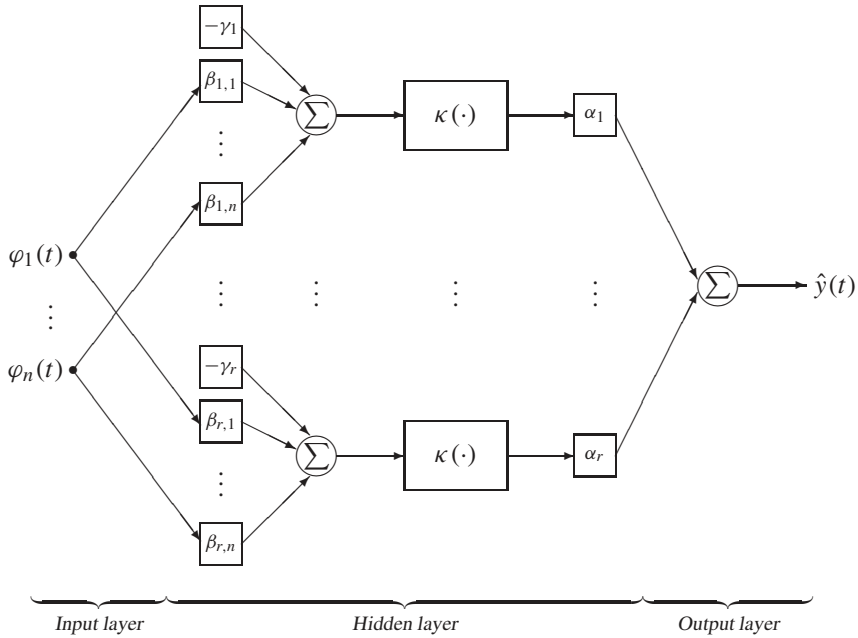 −γ₁
β₁,₁
⋮
β₁,ₙ
Σ
κ(·)
α₁
φ₁(t)
⋮
φₙ(t)
⋮
⋮
⋮
⋮
Σ
ŷ(t)
−γᵣ
βᵣ,₁
⋮
βᵣ,ₙ
Σ
κ(·)
αᵣ
Input layer
Hidden layer
Output layer